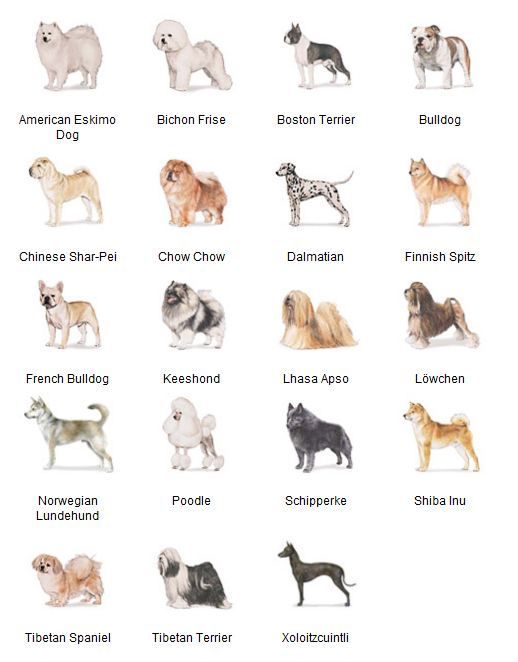 American Eskimo
Dog
Bichon Frise
Boston Terrier
Bulldog
Chinese Shar-Pei
Chow Chow
Dalmatian
Finnish Spitz
French Bulldog
Keeshond
Lhasa Apso
Löwchen
Norwegian
Lundehund
Poodle
Schipperke
Shiba Inu
Tibetan Spaniel
Tibetan Terrier
Xoloitzcuintli